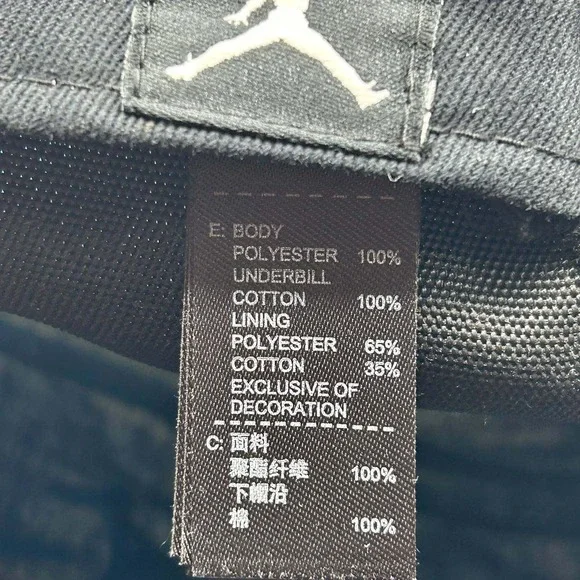 E: BODY
POLYESTER 100%
UNDERBILL
COTTON 100%
LINING
POLYESTER 65%
COTTON 35%
EXCLUSIVE OF
DECORATION
C: 面料
聚酯纤维 100%
下帽沿
棉 100%